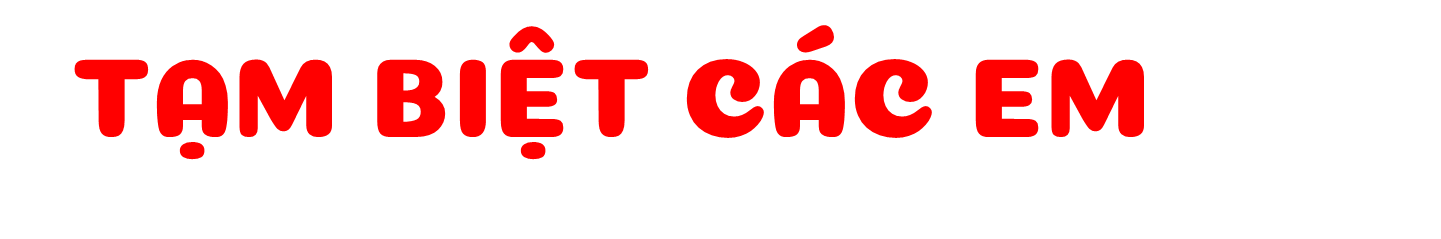 TẠM BIỆT CÁC EM